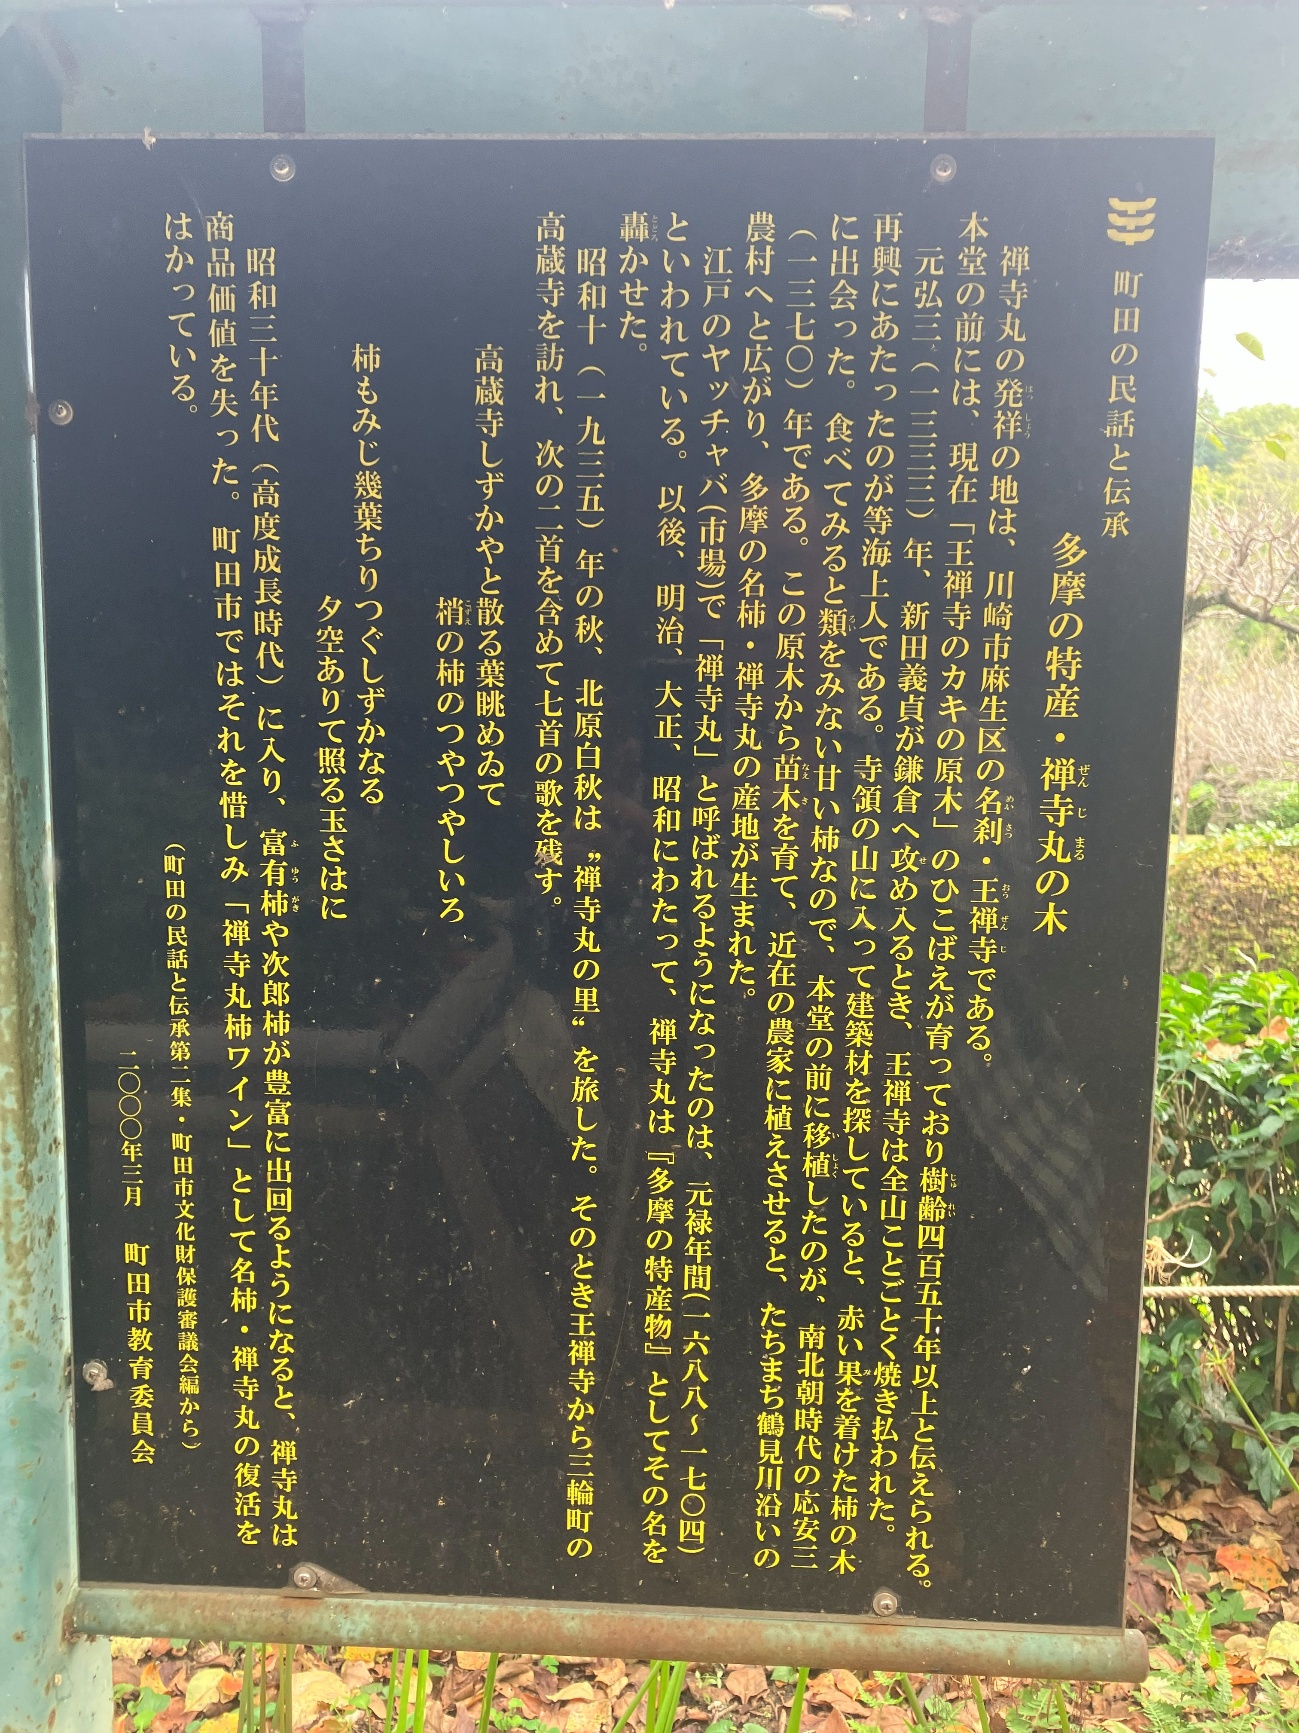 町田の民話と伝承
多摩の特産・禅寺丸の木
禅寺丸の発祥の地は、川崎市麻生区の名刹・王禅寺である。
本堂の前には、現在「王禅寺のカキの原木」のひこばえが育っており樹齢四百五十年以上と伝えられる。
元弘三（一三三三）年、新田義貞が鎌倉へ攻め入るとき、王禅寺は全山ことごとく焼き払われた。
再興にあたったのが等海上人である。寺領の山に入って建築材を探していると、赤い果を着けた柿の木
に出会った。食べてみると類をみない甘い柿なので、本堂の前に移植したのが、南北朝時代の応安三
（一三七〇）年である。この原木から苗木を育て、近在の農家に植えさせると、たちまち鶴見川沿いの
農村へと広がり、多摩の名柿・禅寺丸の産地が生まれた。
江戸のヤッチャバ(市場)で「禅寺丸」と呼ばれるようになったのは、元禄年間(一六八八～一七〇四)
といわれている。以後、明治、大正、昭和にわたって、禅寺丸は『多摩の特産物』としてその名を
轟かせた。
昭和十（一九三五）年の秋、北原白秋は〝禅寺丸の里〟を旅した。そのとき王禅寺から三輪町の
高蔵寺を訪れ、次の二首を含めて七首の歌を残す。
高蔵寺しずかやと散る葉眺めゐて
梢の柿のつやつやしいろ
柿もみじ幾葉ちりつぐしずかなる
夕空ありて照る玉さはに
昭和三十年代（高度成長時代）に入り、富有柿や次郎柿が豊富に出回るようになると、禅寺丸は
商品価値を失った。町田市ではそれを惜しみ「禅寺丸柿ワイン」として名柿・禅寺丸の復活を
はかっている。
（町田の民話と伝承第二集・町田市文化財保護審議会編から）
二〇〇〇年三月　町田市教育委員会